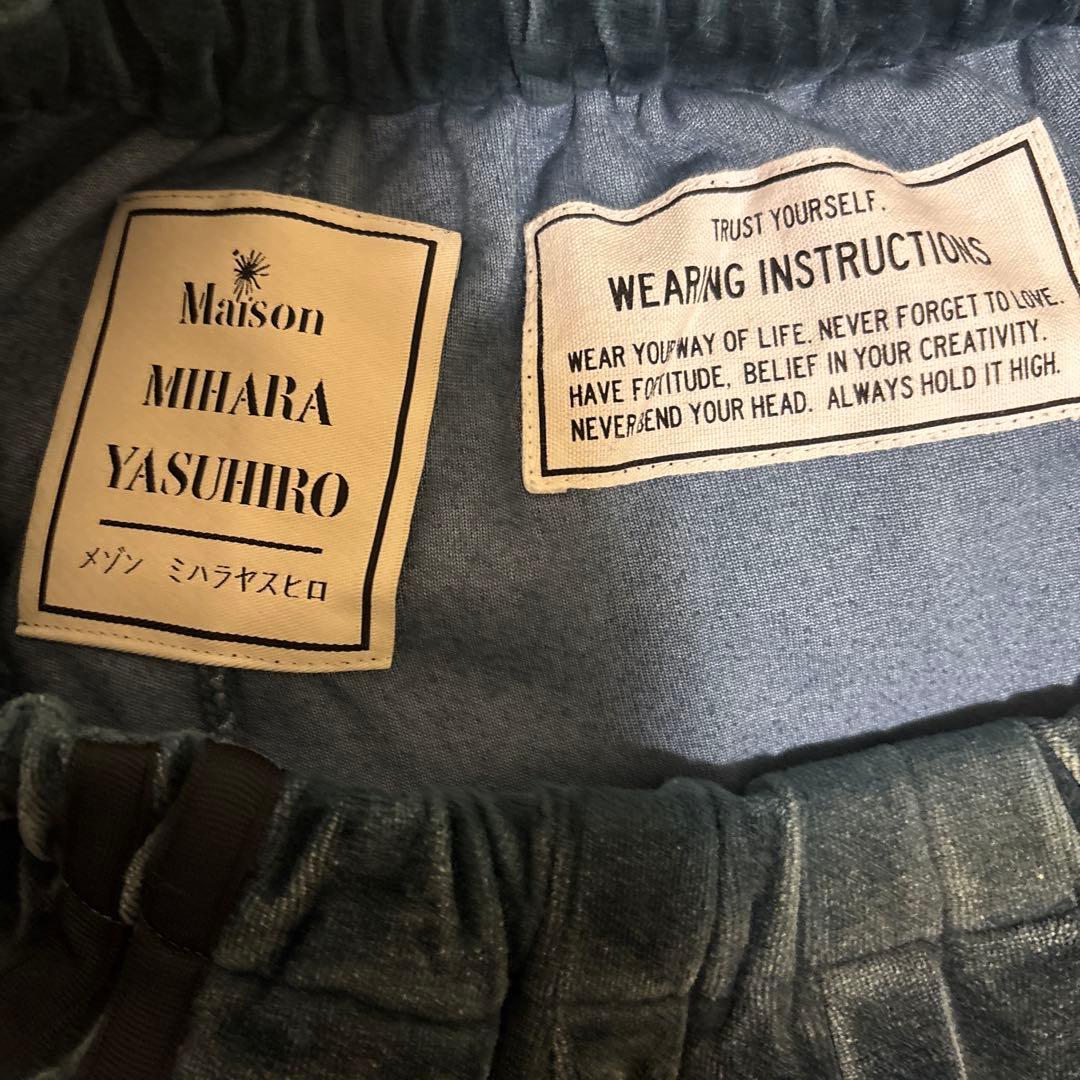 Maison
MIHARA
YASUHIRO
メゾン ミハラヤスヒロ
TRUST YOURSELF.
WEARING INSTRUCTIONS
WEAR YOUR WAY OF LIFE. NEVER FORGET TO LOVE.
HAVE FORTITUDE, BELIEF IN YOUR CREATIVITY.
NEVER BEND YOUR HEAD. ALWAYS HOLD IT HIGH.